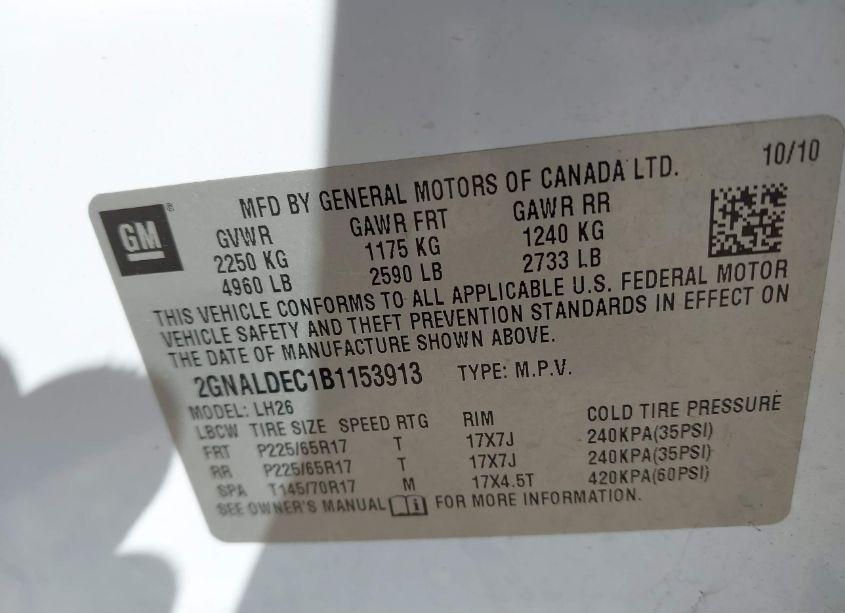 10/10
MFD BY GENERAL MOTORS OF CANADA LTD.
GM
GVWR GAWR FRT GAWR RR
2250 KG 1175 KG 1240 KG
4960 LB 2590 LB 2733 LB
THIS VEHICLE CONFORMS TO ALL APPLICABLE U.S. FEDERAL MOTOR
VEHICLE SAFETY AND THEFT PREVENTION STANDARDS IN EFFECT ON
THE DATE OF MANUFACTURE SHOWN ABOVE.
2GNALDEC1B1153913 TYPE: M.P.V.
MODEL: LH26
LBCW TIRE SIZE SPEED RTG RIM COLD TIRE PRESSURE
FRT P225/65R17 T 17X7J 240KPA(35PSI)
RR P225/65R17 T 17X7J 240KPA(35PSI)
SPA T145/70R17 M 17X4.5T 420KPA(60PSI)
SEE OWNER'S MANUAL FOR MORE INFORMATION.